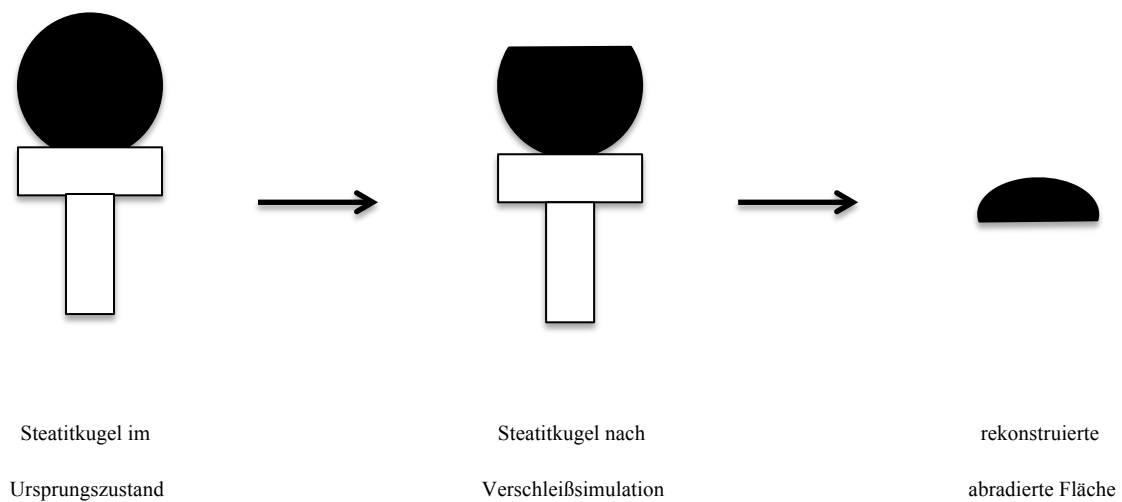 Steatitkugel im
Ursprungszustand
Steatitkugel nach
Verschleißsimulation
rekonstruierte
abradierte Fläche